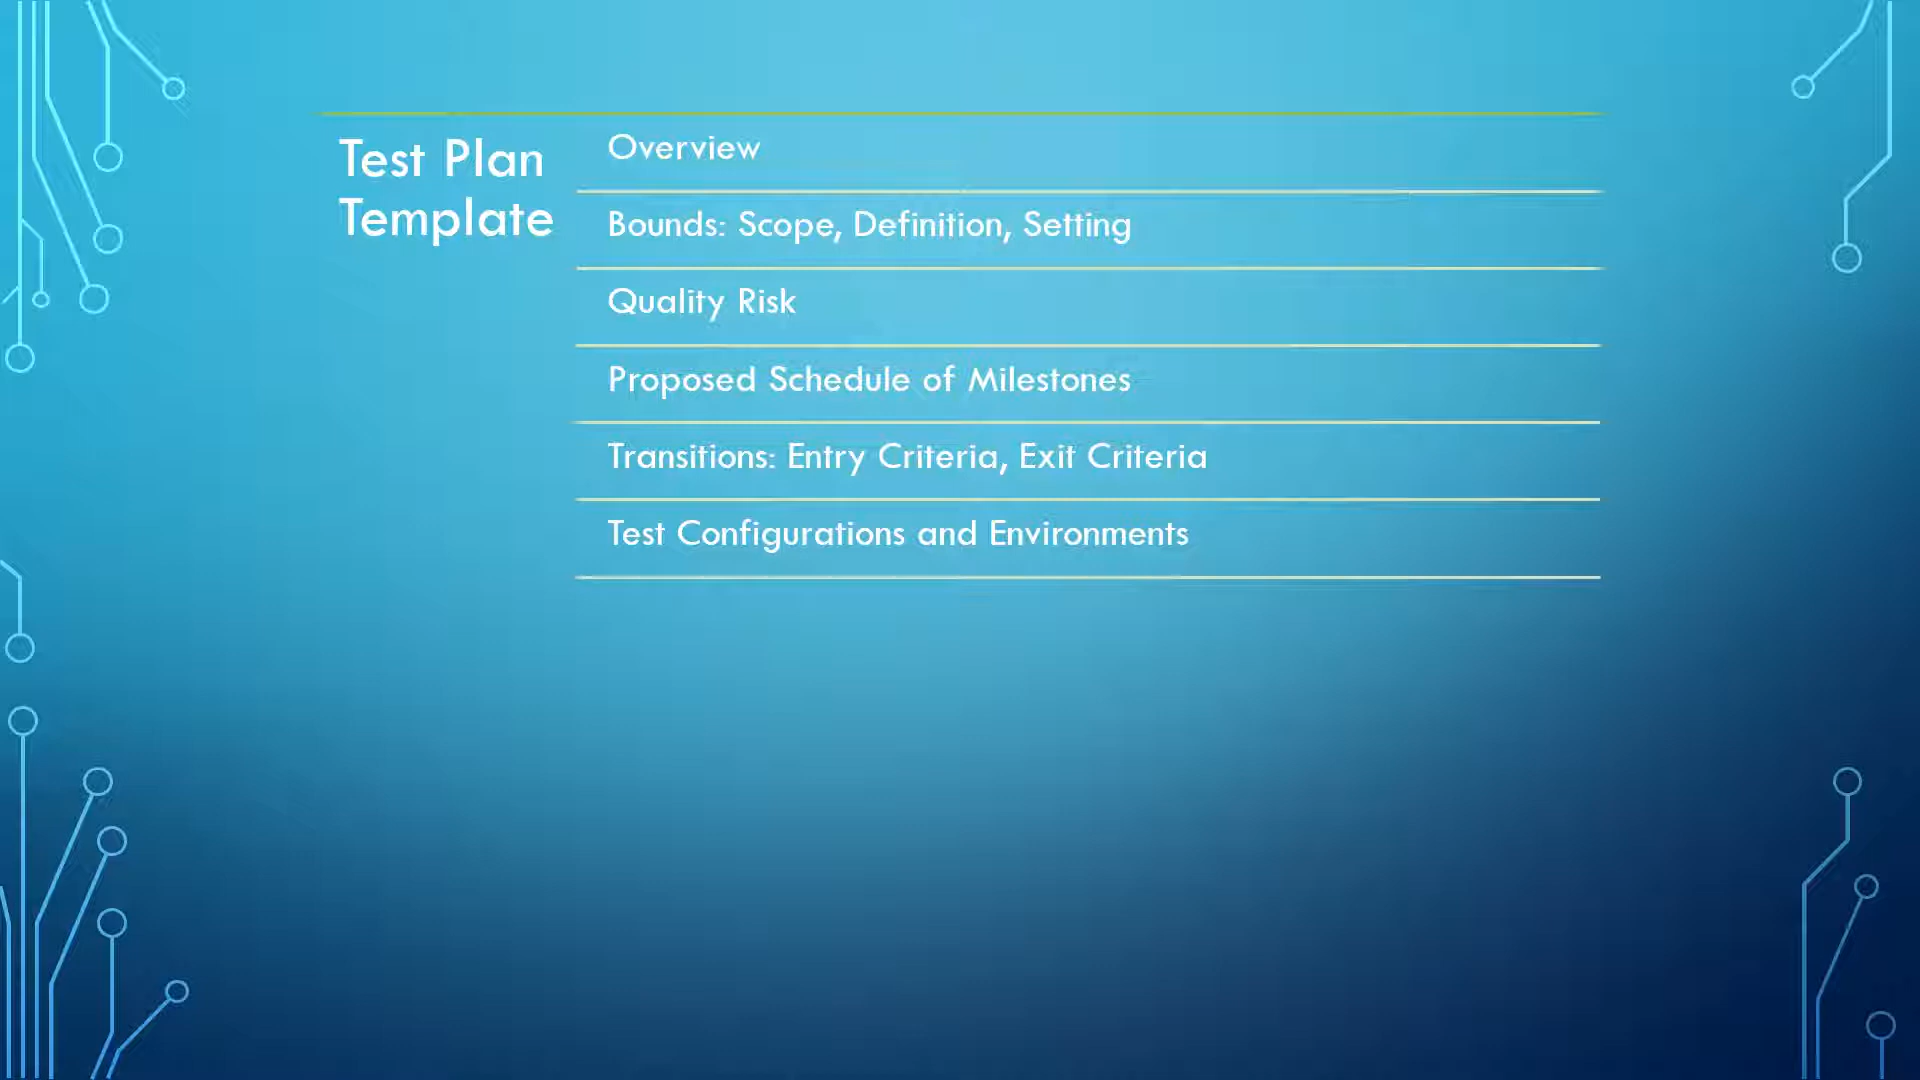 Test Plan
Template
Overview
Bounds: Scope, Definition, Setting
Quality Risk
Proposed Schedule of Milestones
Transitions: Entry Criteria, Exit Criteria
Test Configurations and Environments